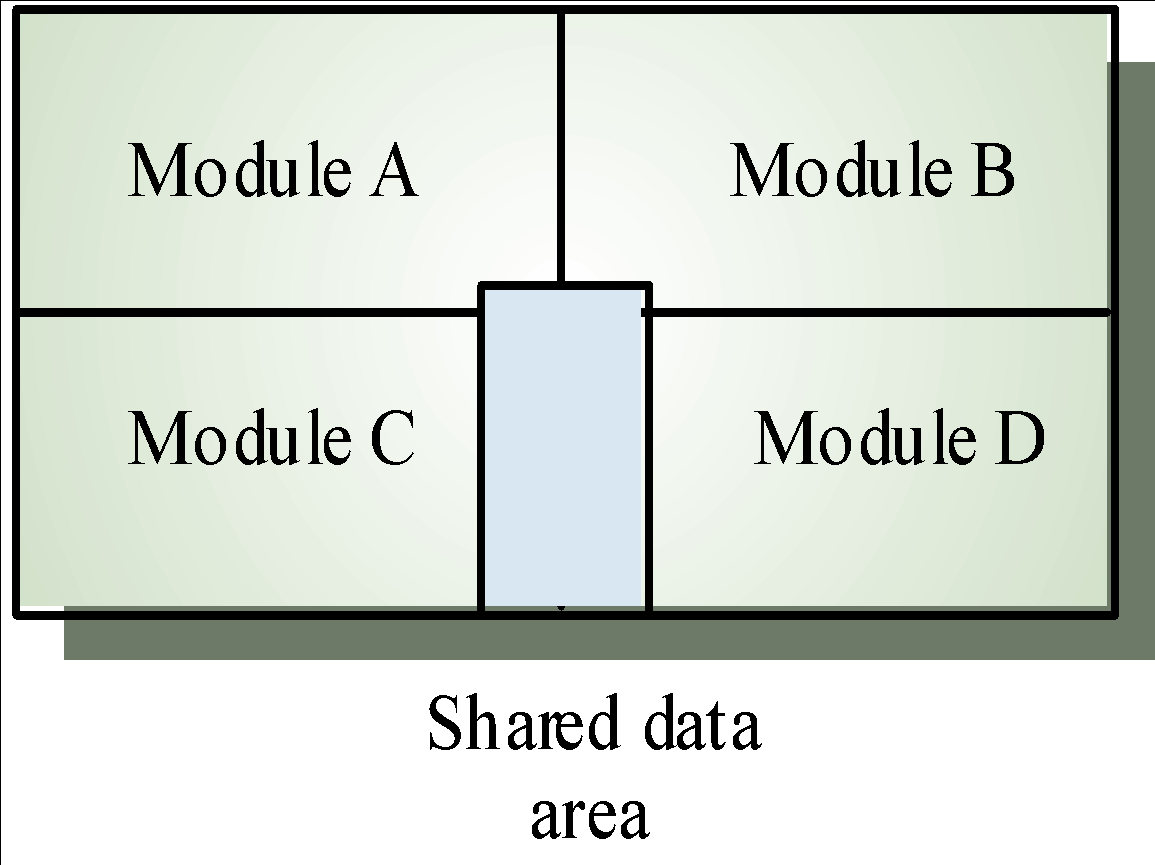 Module A
Module B
Module C
Module D
Shared data
area